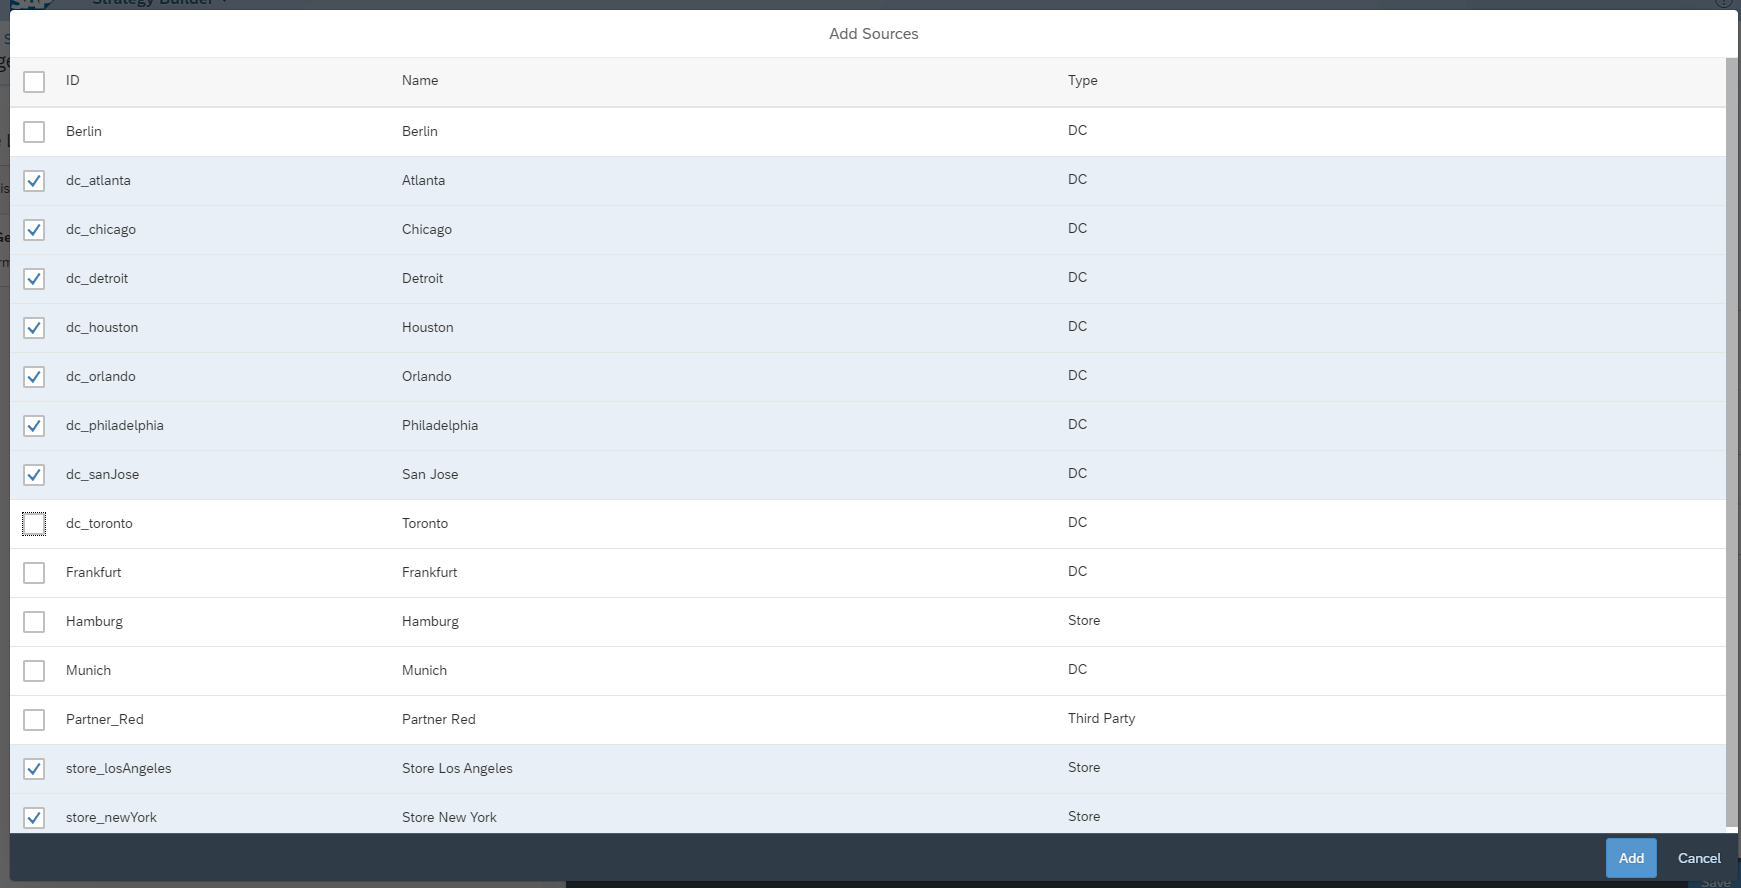 Strategy Builder
Add Sources
ID Name Type
Berlin Berlin DC
dc_atlanta Atlanta DC
dc_chicago Chicago DC
dc_detroit Detroit DC
dc_houston Houston DC
dc_orlando Orlando DC
dc_philadelphia Philadelphia DC
dc_sanJose San Jose DC
dc_toronto Toronto DC
Frankfurt Frankfurt DC
Hamburg Hamburg Store
Munich Munich DC
Partner_Red Partner Red Third Party
store_losAngeles Store Los Angeles Store
store_newYork Store New York Store
Add Cancel
Save